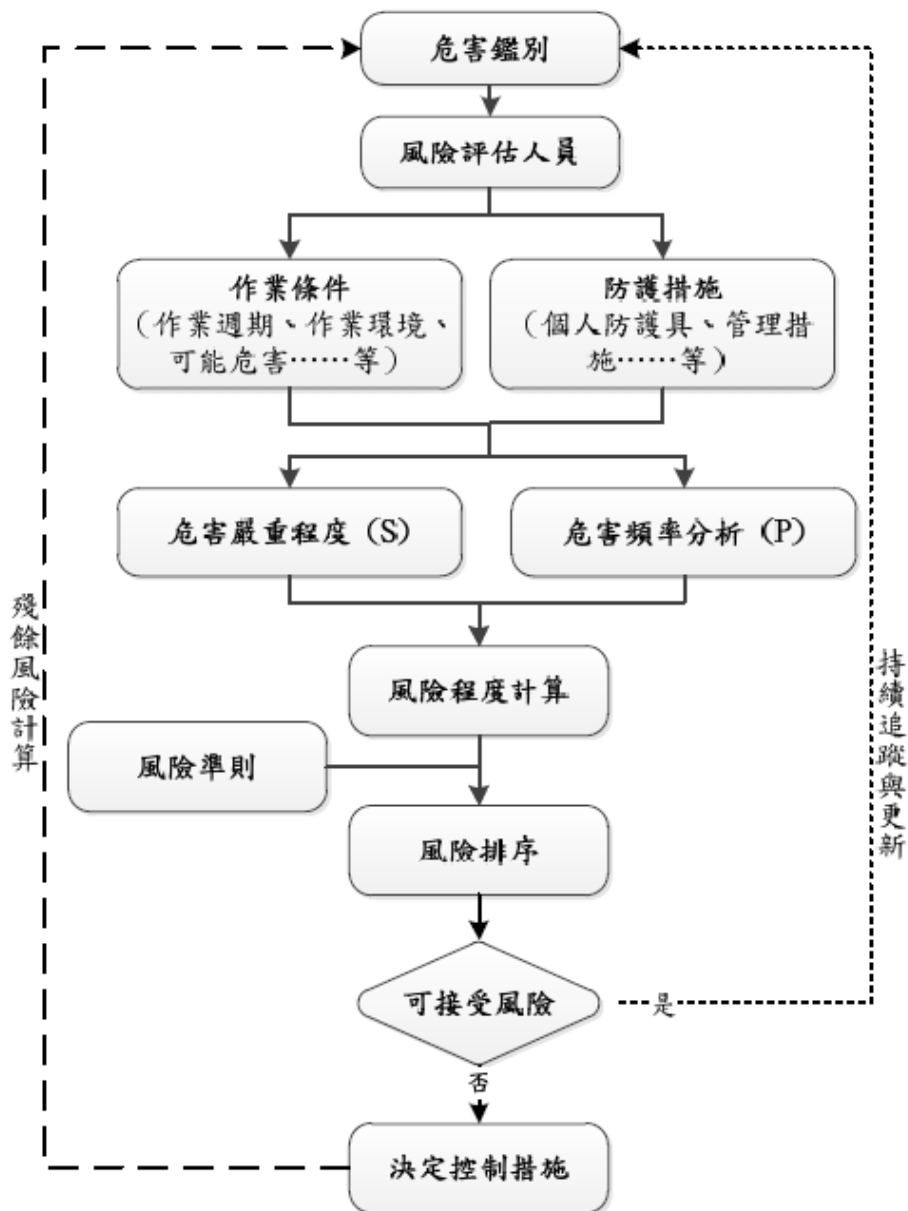 危害鑑別
風險評估人員
作業條件
（作業週期、作業環境、
可能危害……等）
防護措施
（個人防護具、管理措
施……等）
危害嚴重程度（S）
危害頻率分析（P）
風險程度計算
風險準則
風險排序
可接受風險
是
否
決定控制措施
殘餘風險計算
持續追蹤與更新